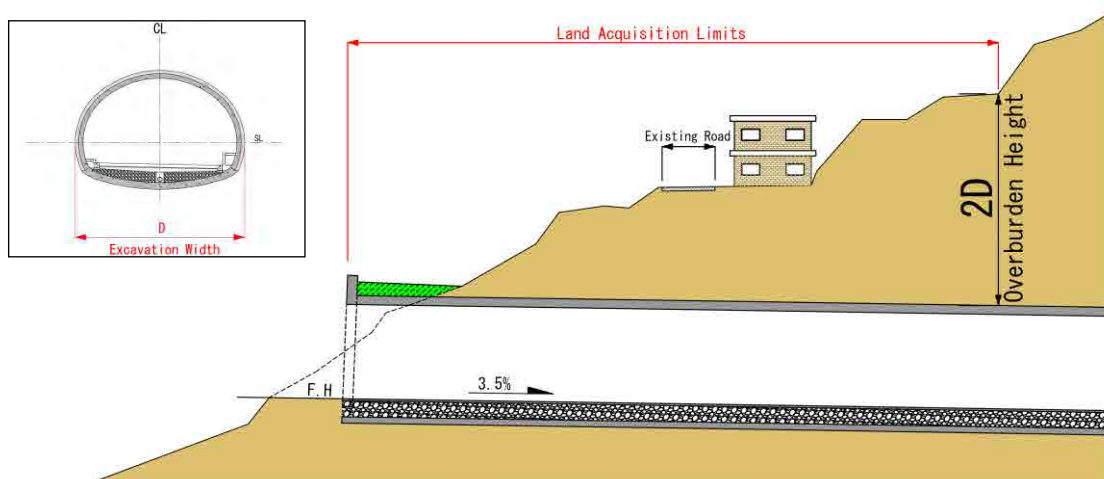 CL
SL
D
Excavation Width
Land Acquisition Limits
Existing Road
2D
Overburden Height
F.H
3.5%